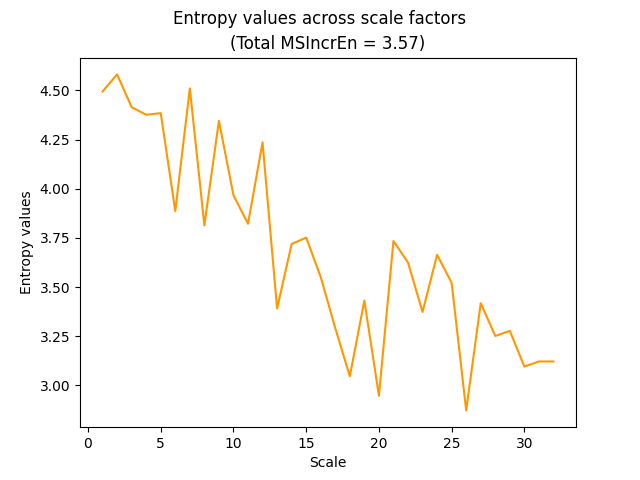 Entropy values across scale factors
(Total MSIncrEn = 3.57)
4.50
4.25
4.00
3.75
3.50
3.25
3.00
Entropy values
0 5 10 15 20 25 30
Scale